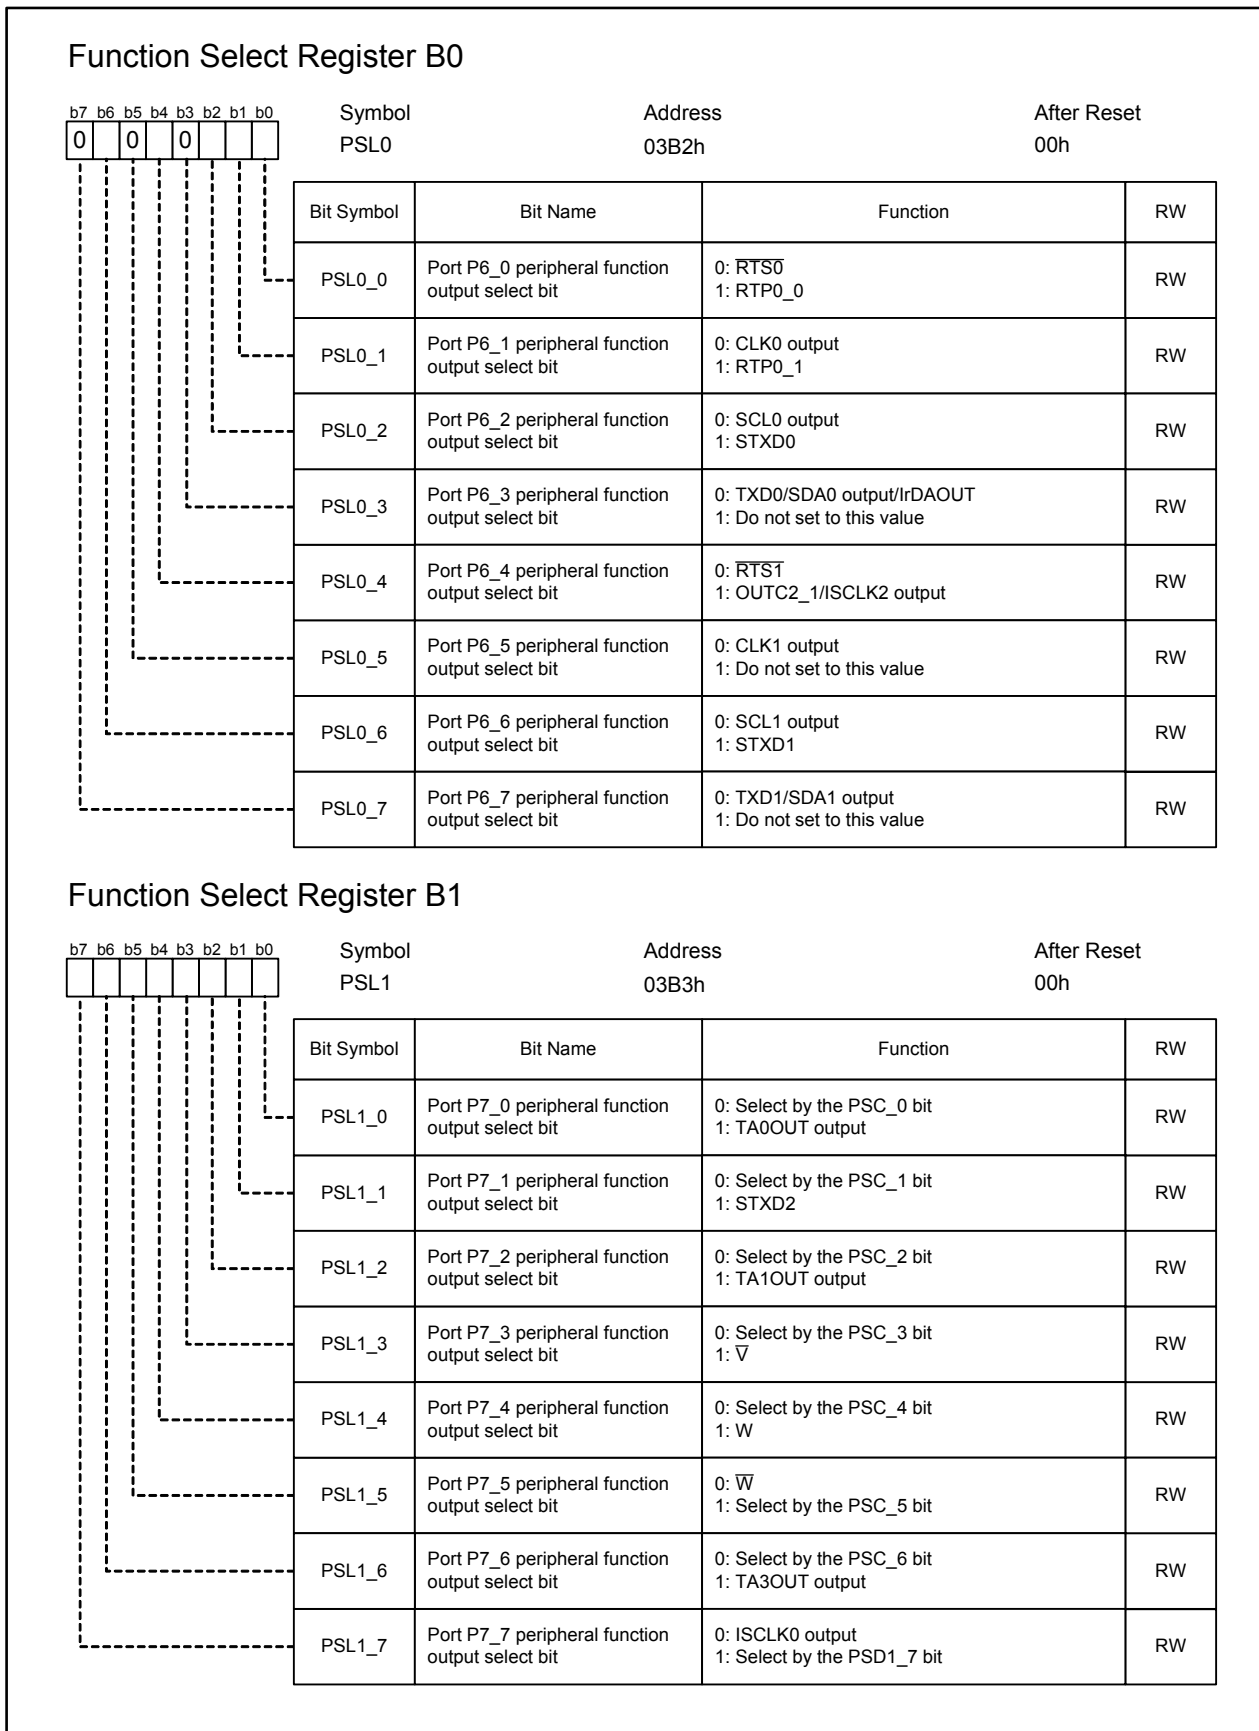 Function Select Register B0
b7 b6 b5 b4 b3 b2 b1 b0
0 0 0
Symbol Address After Reset
PSL0 03B2h 00h
Bit Symbol Bit Name Function RW
PSL0_0 Port P6_0 peripheral function output select bit 0: R̅T̅S̅0̅ RW
1: RTP0_0
PSL0_1 Port P6_1 peripheral function output select bit 0: CLK0 output RW
1: RTP0_1
PSL0_2 Port P6_2 peripheral function output select bit 0: SCL0 output RW
1: STXD0
PSL0_3 Port P6_3 peripheral function output select bit 0: TXD0/SDA0 output/IrDAOUT RW
1: Do not set to this value
PSL0_4 Port P6_4 peripheral function output select bit 0: R̅T̅S̅1̅ RW
1: OUTC2_1/ISCLK2 output
PSL0_5 Port P6_5 peripheral function output select bit 0: CLK1 output RW
1: Do not set to this value
PSL0_6 Port P6_6 peripheral function output select bit 0: SCL1 output RW
1: STXD1
PSL0_7 Port P6_7 peripheral function output select bit 0: TXD1/SDA1 output RW
1: Do not set to this value
Function Select Register B1
b7 b6 b5 b4 b3 b2 b1 b0
Symbol Address After Reset
PSL1 03B3h 00h
Bit Symbol Bit Name Function RW
PSL1_0 Port P7_0 peripheral function output select bit 0: Select by the PSC_0 bit RW
1: TA0OUT output
PSL1_1 Port P7_1 peripheral function output select bit 0: Select by the PSC_1 bit RW
1: STXD2
PSL1_2 Port P7_2 peripheral function output select bit 0: Select by the PSC_2 bit RW
1: TA1OUT output
PSL1_3 Port P7_3 peripheral function output select bit 0: Select by the PSC_3 bit RW
1: V̅
PSL1_4 Port P7_4 peripheral function output select bit 0: Select by the PSC_4 bit RW
1: W
PSL1_5 Port P7_5 peripheral function output select bit 0: W̅ RW
1: Select by the PSC_5 bit
PSL1_6 Port P7_6 peripheral function output select bit 0: Select by the PSC_6 bit RW
1: TA3OUT output
PSL1_7 Port P7_7 peripheral function output select bit 0: ISCLK0 output RW
1: Select by the PSD1_7 bit